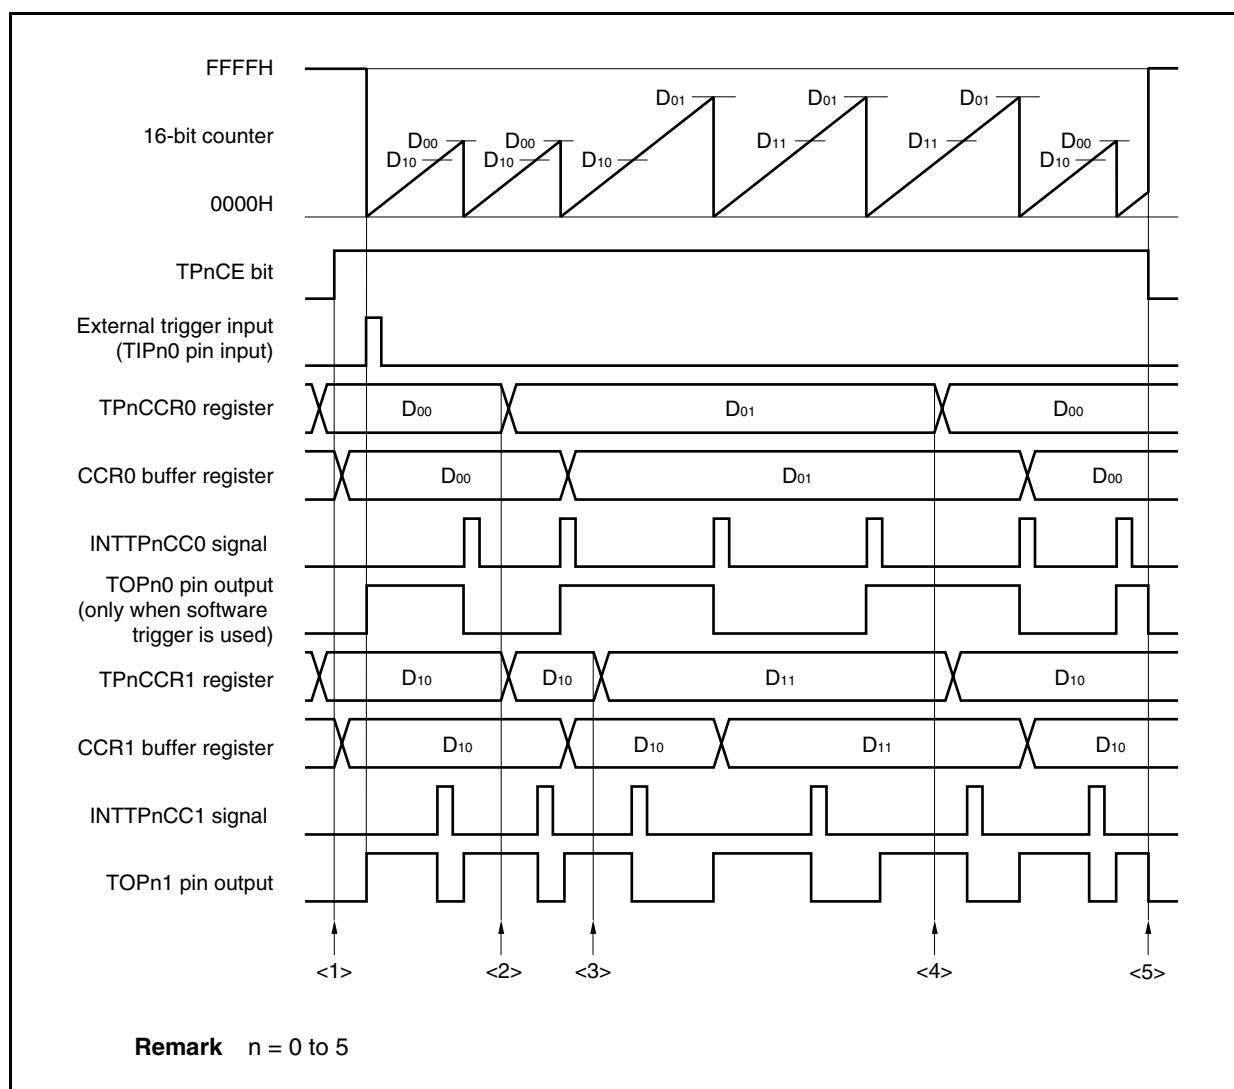 FFFFH
D01 D01 D01
16-bit counter
D00 D00 D11 D11 D00
D10 D10 D10 D10
0000H
TPnCE bit
External trigger input
(TIPn0 pin input)
TPnCCR0 register D00 D01 D00
CCR0 buffer register D00 D01 D00
INTTPnCC0 signal
TOPn0 pin output
(only when software
trigger is used)
TPnCCR1 register D10 D10 D11 D10
CCR1 buffer register D10 D10 D11 D10
INTTPnCC1 signal
TOPn1 pin output
<1> <2> <3> <4> <5>
Remark n = 0 to 5